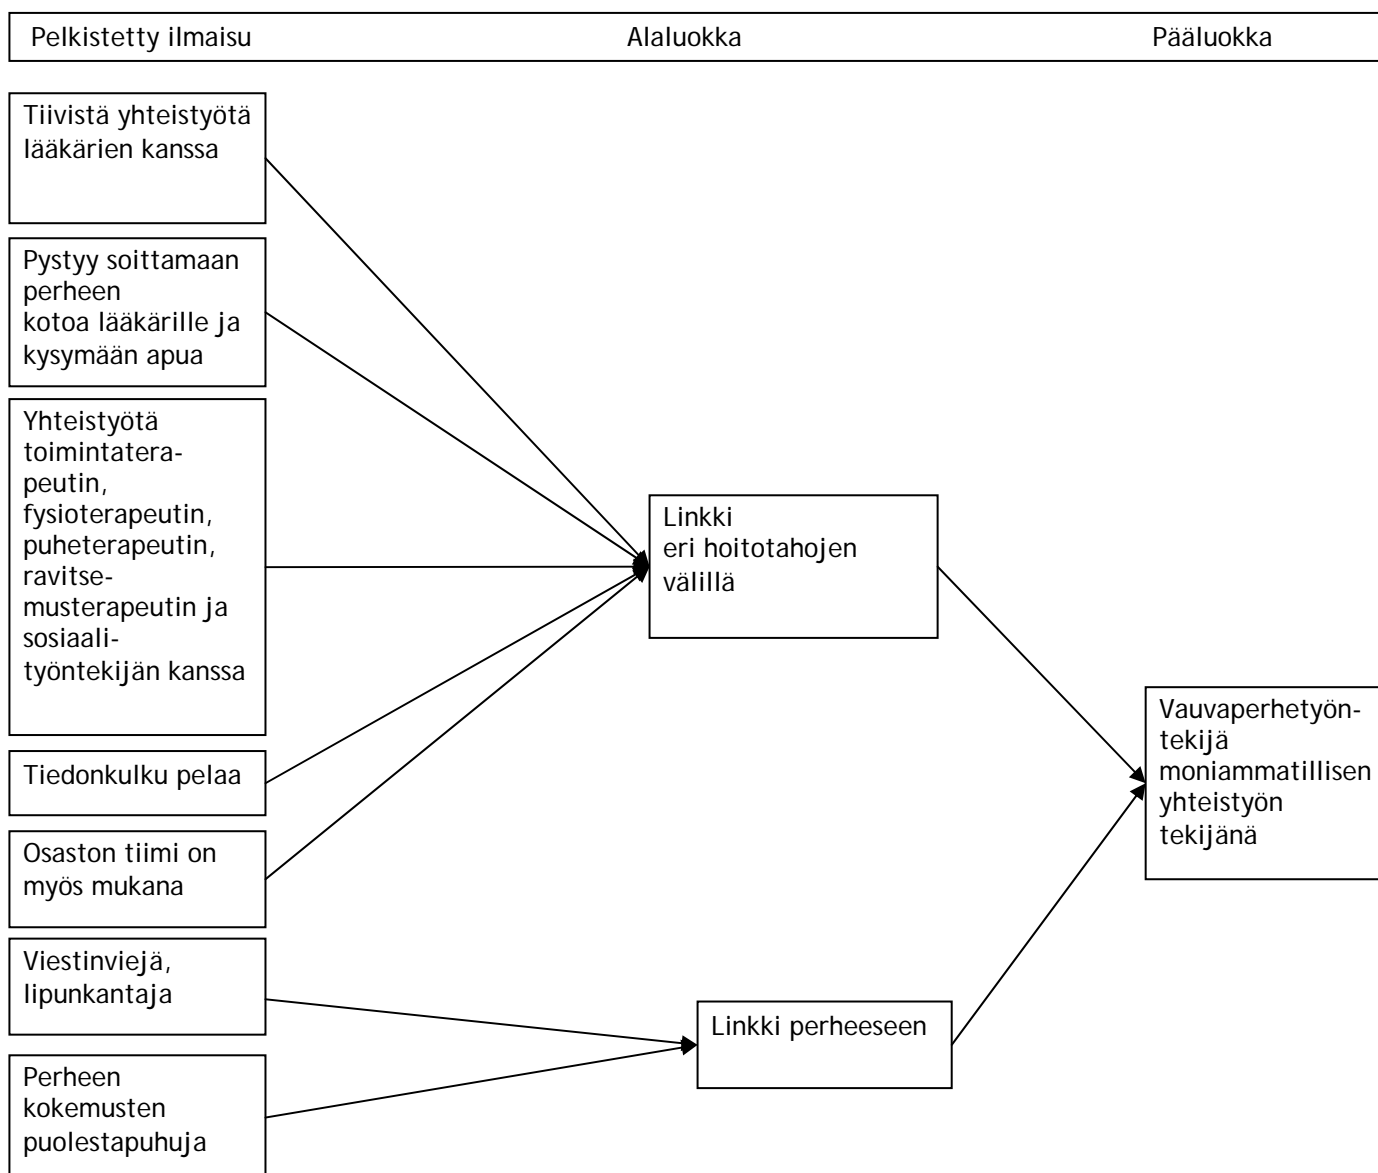 Pelkistetty ilmaisu Alaluokka Pääluokka
Tiivistä yhteistyötä
lääkärien kanssa
Pystyy soittamaan
perheen
kotoa lääkärille ja
kysymään apua
Yhteistyötä
toimintatera-
peutin,
fysioterapeutin,
puheterapeutin,
ravitse-
musterapeutin ja
sosiaali-
työntekijän kanssa
Tiedonkulku pelaa
Osaston tiimi on
myös mukana
Viestinviejä,
lipunkantaja
Perheen
kokemusten
puolestapuhuja
Linkki
eri hoitotahojen
välillä
Linkki perheeseen
Vauvaperhetyön-
tekijä
moniammatillisen
yhteistyön
tekijänä